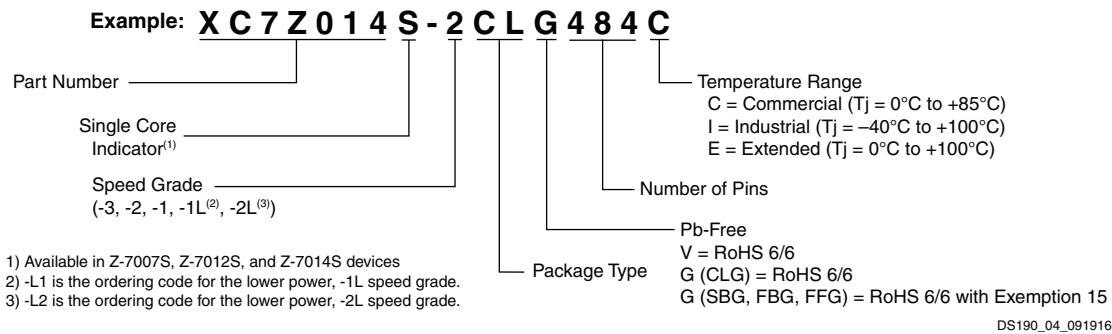 Example: XC7Z014S-2CLG484C
Part Number
Single Core
Indicator(1)
Speed Grade
(-3, -2, -1, -1L(2), -2L(3))
Temperature Range
C = Commercial (Tj = 0°C to +85°C)
I = Industrial (Tj = –40°C to +100°C)
E = Extended (Tj = 0°C to +100°C)
Number of Pins
Pb-Free
V = RoHS 6/6
G (CLG) = RoHS 6/6
G (SBG, FBG, FFG) = RoHS 6/6 with Exemption 15
Package Type
1) Available in Z-7007S, Z-7012S, and Z-7014S devices
2) -L1 is the ordering code for the lower power, -1L speed grade.
3) -L2 is the ordering code for the lower power, -2L speed grade.
DS190_04_091916